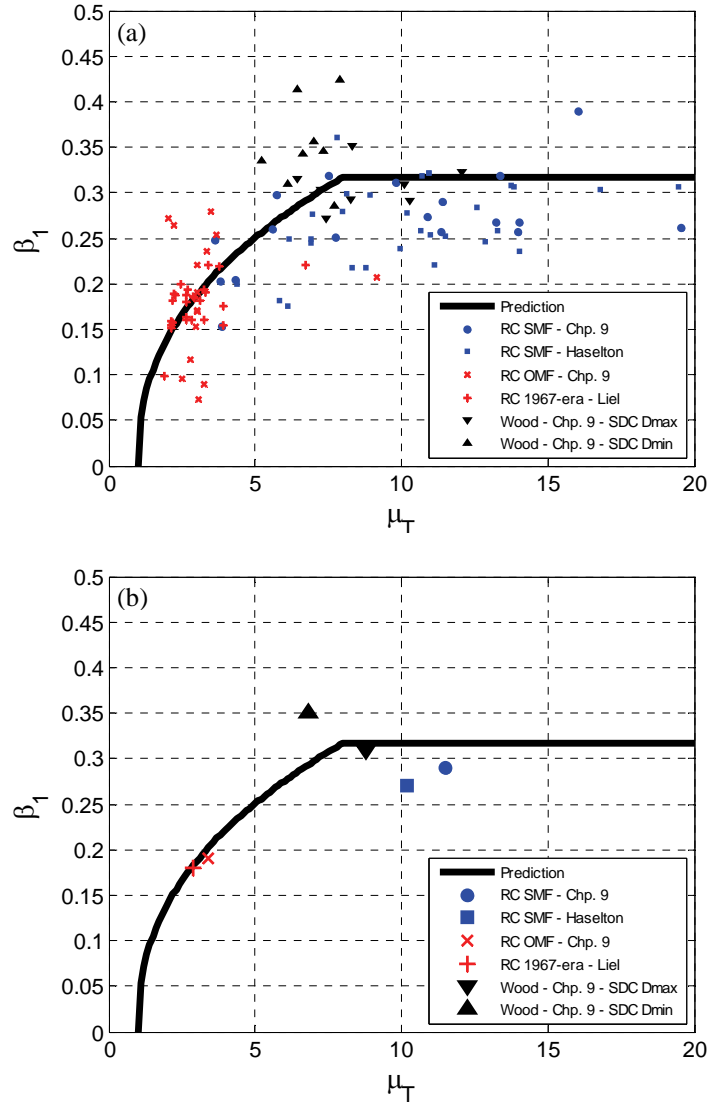 (a)
0.5
0.45
0.4
0.35
0.3
0.25
0.2
0.15
0.1
0.05
0
β1
Prediction
RC SMF - Chp. 9
RC SMF - Haselton
RC OMF - Chp. 9
RC 1967-era - Liel
Wood - Chp. 9 - SDC Dmax
Wood - Chp. 9 - SDC Dmin
0 5 10 15 20
μT
(b)
0.5
0.45
0.4
0.35
0.3
0.25
0.2
0.15
0.1
0.05
0
β1
Prediction
RC SMF - Chp. 9
RC SMF - Haselton
RC OMF - Chp. 9
RC 1967-era - Liel
Wood - Chp. 9 - SDC Dmax
Wood - Chp. 9 - SDC Dmin
0 5 10 15 20
μT